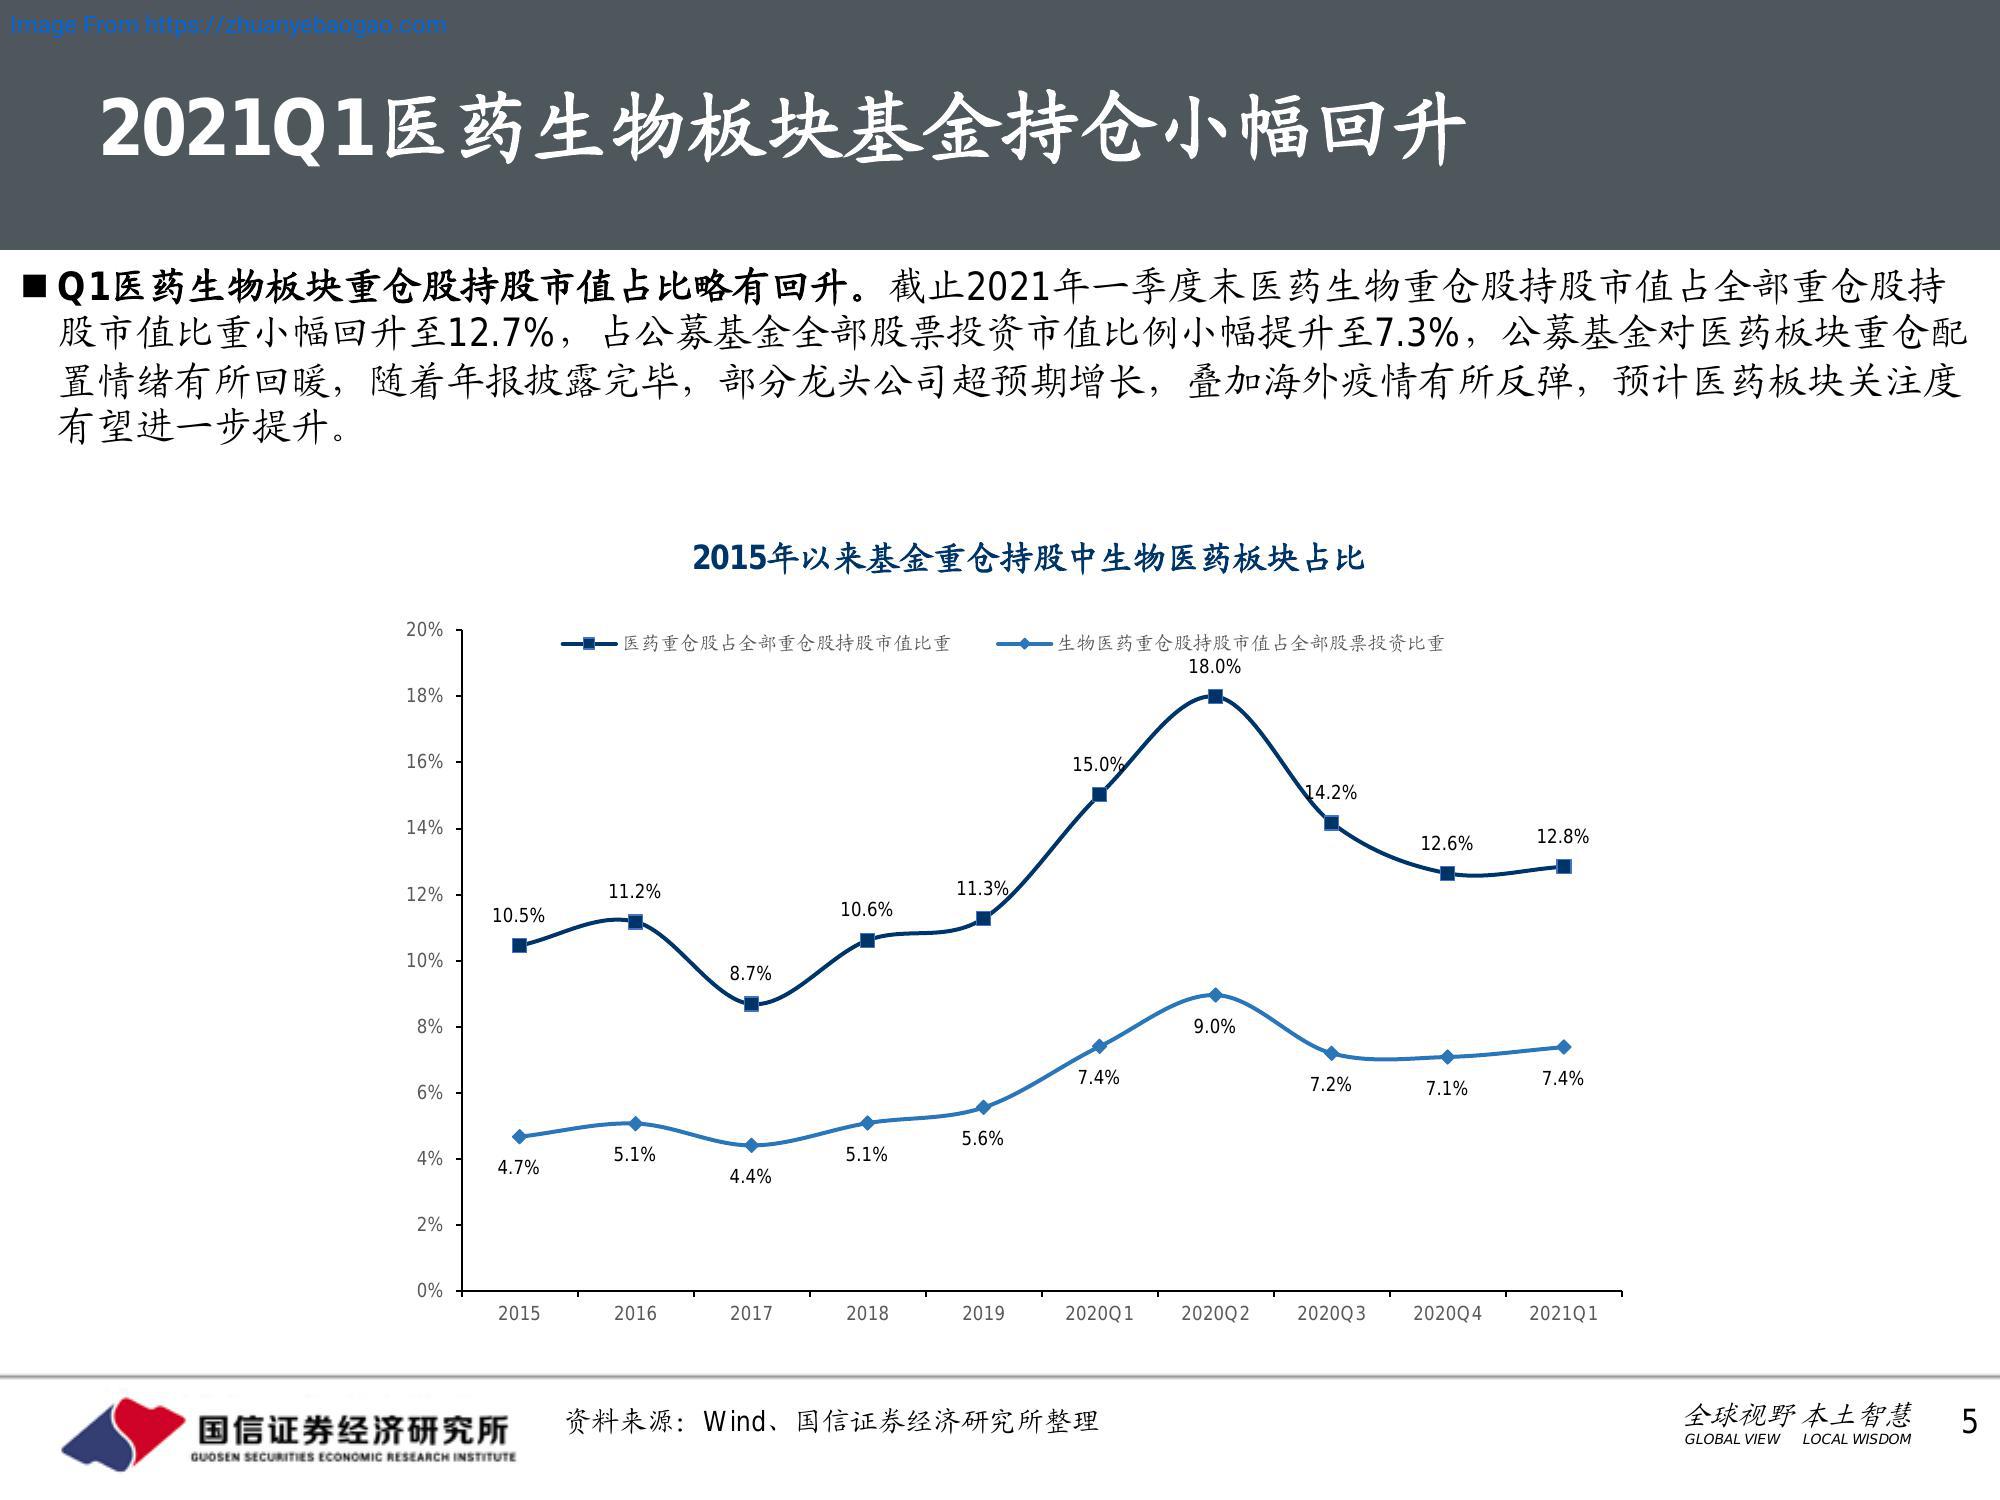 Image From https://zhuanyebaogao.com
2021Q1医药生物板块基金持仓小幅回升
■ Q1医药生物板块重仓股持股市值占比略有回升。截止2021年一季度末医药生物重仓股持股市值占全部重仓股持
股市值比重小幅回升至12.7%，占公募基金全部股票投资市值比例小幅提升至7.3%，公募基金对医药板块重仓配
置情绪有所回暖，随着年报披露完毕，部分龙头公司超预期增长，叠加海外疫情有所反弹，预计医药板块关注度
有望进一步提升。
2015年以来基金重仓持股中生物医药板块占比
医药重仓股占全部重仓股持股市值比重 生物医药重仓股持股市值占全部股票投资比重
20%
18%
16%
14%
12%
10%
8%
6%
4%
2%
0%
10.5%
11.2%
8.7%
10.6%
11.3%
15.0%
18.0%
14.2%
12.6%
12.8%
4.7%
5.1%
4.4%
5.1%
5.6%
7.4%
9.0%
7.2%
7.1%
7.4%
2015 2016 2017 2018 2019 2020Q1 2020Q2 2020Q3 2020Q4 2021Q1
国信证券经济研究所
GUOSEN SECURITIES ECONOMIC RESEARCH INSTITUTE
资料来源：Wind、国信证券经济研究所整理
全球视野 本土智慧
GLOBAL VIEW LOCAL WISDOM
5